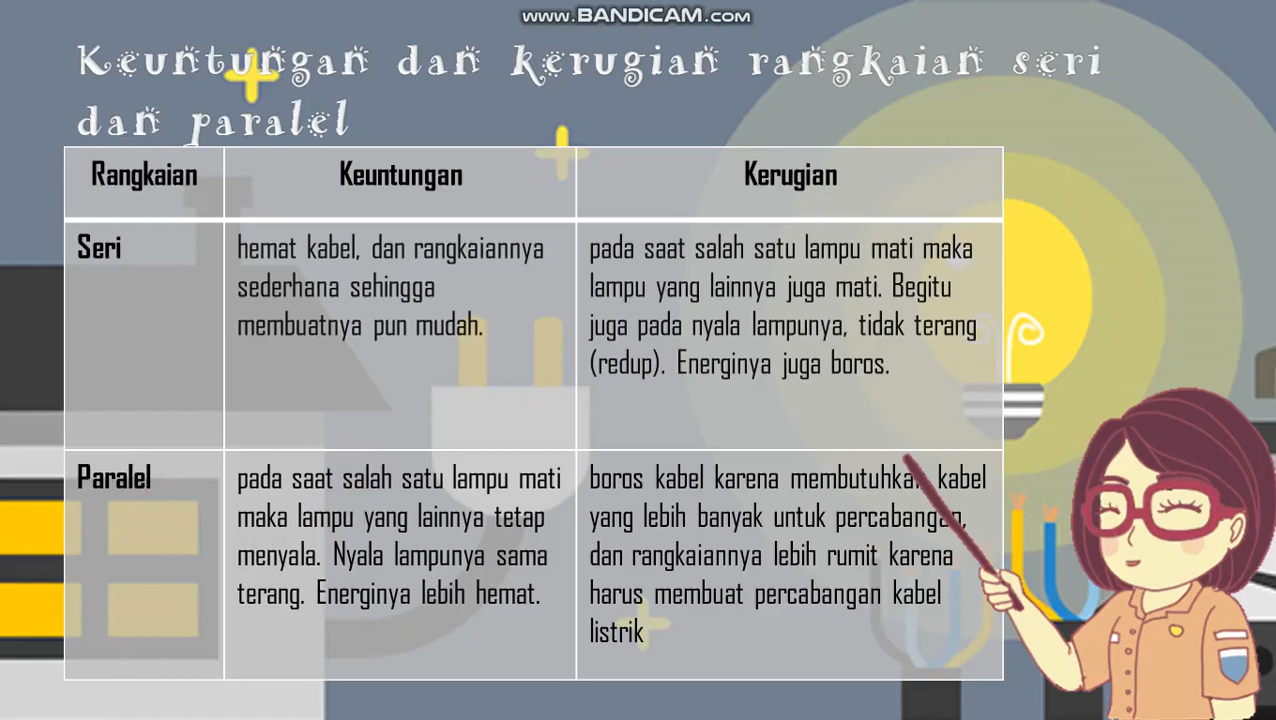 www.BANDICAM.com
Keuntungan dan kerugian rangkaian seri
dan paralel
Rangkaian
Keuntungan
Kerugian
Seri
hemat kabel, dan rangkaiannya
sederhana sehingga
membuatnya pun mudah.
pada saat salah satu lampu mati maka
lampu yang lainnya juga mati. Begitu
juga pada nyala lampunya, tidak terang
(redup). Energinya juga boros.
Paralel
pada saat salah satu lampu mati
maka lampu yang lainnya tetap
menyala. Nyala lampunya sama
terang. Energinya lebih hemat.
boros kabel karena membutuhkan kabel
yang lebih banyak untuk percabangan,
dan rangkaiannya lebih rumit karena
harus membuat percabangan kabel
listrik